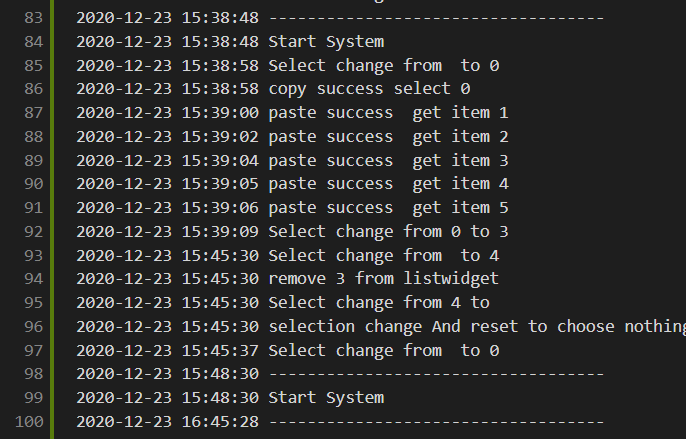 83 2020-12-23 15:38:48 -----------------------------------
84 2020-12-23 15:38:48 Start System
85 2020-12-23 15:38:58 Select change from  to 0
86 2020-12-23 15:38:58 copy success select 0
87 2020-12-23 15:39:00 paste success  get item 1
88 2020-12-23 15:39:02 paste success  get item 2
89 2020-12-23 15:39:04 paste success  get item 3
90 2020-12-23 15:39:05 paste success  get item 4
91 2020-12-23 15:39:06 paste success  get item 5
92 2020-12-23 15:39:09 Select change from 0 to 3
93 2020-12-23 15:45:30 Select change from  to 4
94 2020-12-23 15:45:30 remove 3 from listwidget
95 2020-12-23 15:45:30 Select change from 4 to
96 2020-12-23 15:45:30 selection change And reset to choose nothing
97 2020-12-23 15:45:37 Select change from  to 0
98 2020-12-23 15:48:30 -----------------------------------
99 2020-12-23 15:48:30 Start System
100 2020-12-23 16:45:28 -----------------------------------